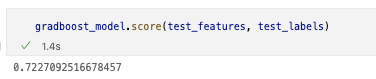 gradboost_model.score(test_features, test_labels)
✓ 1.4s
0.7227092516678457